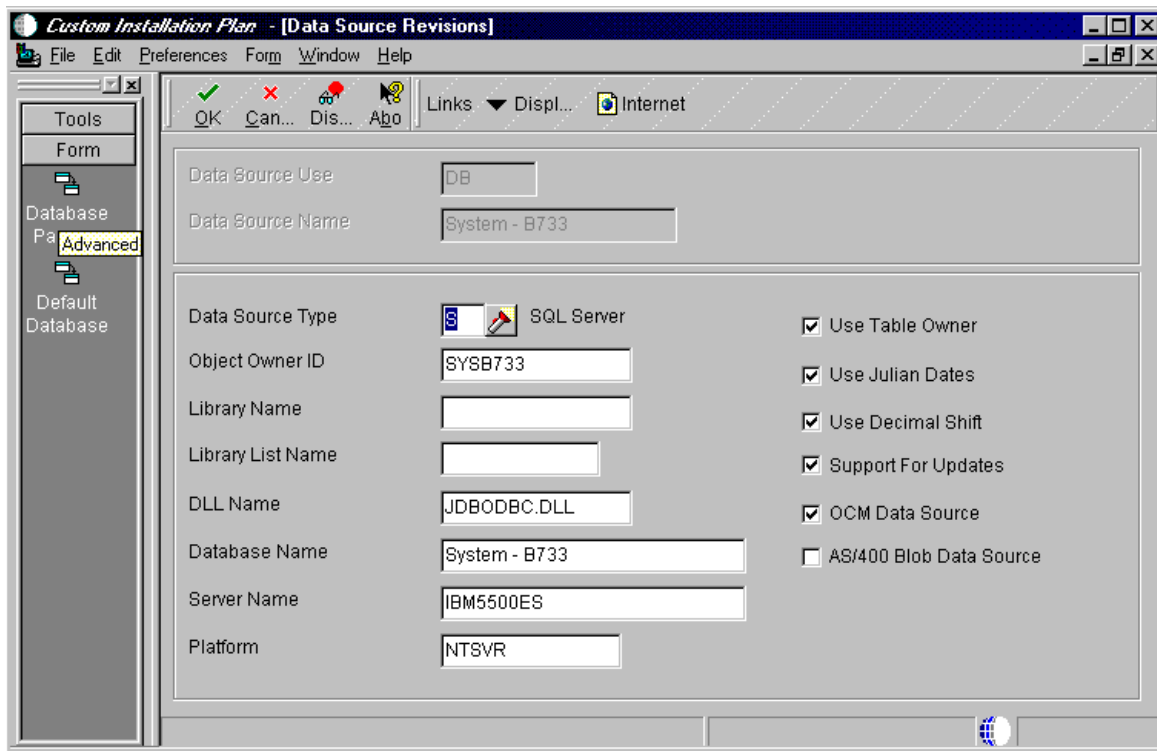 Custom Installation Plan - [Data Source Revisions]
File Edit Preferences Form Window Help
Tools
Form
Database
Pa
Advanced
Default
Database
OK Can... Dis... Abo Links Displ... Internet
Data Source Use DB
Data Source Name System - B733
Data Source Type S SQL Server
Object Owner ID SYSB733
Library Name
Library List Name
DLL Name JDBODBC.DLL
Database Name System - B733
Server Name IBM5500ES
Platform NTSVR
Use Table Owner
Use Julian Dates
Use Decimal Shift
Support For Updates
OCM Data Source
AS/400 Blob Data Source